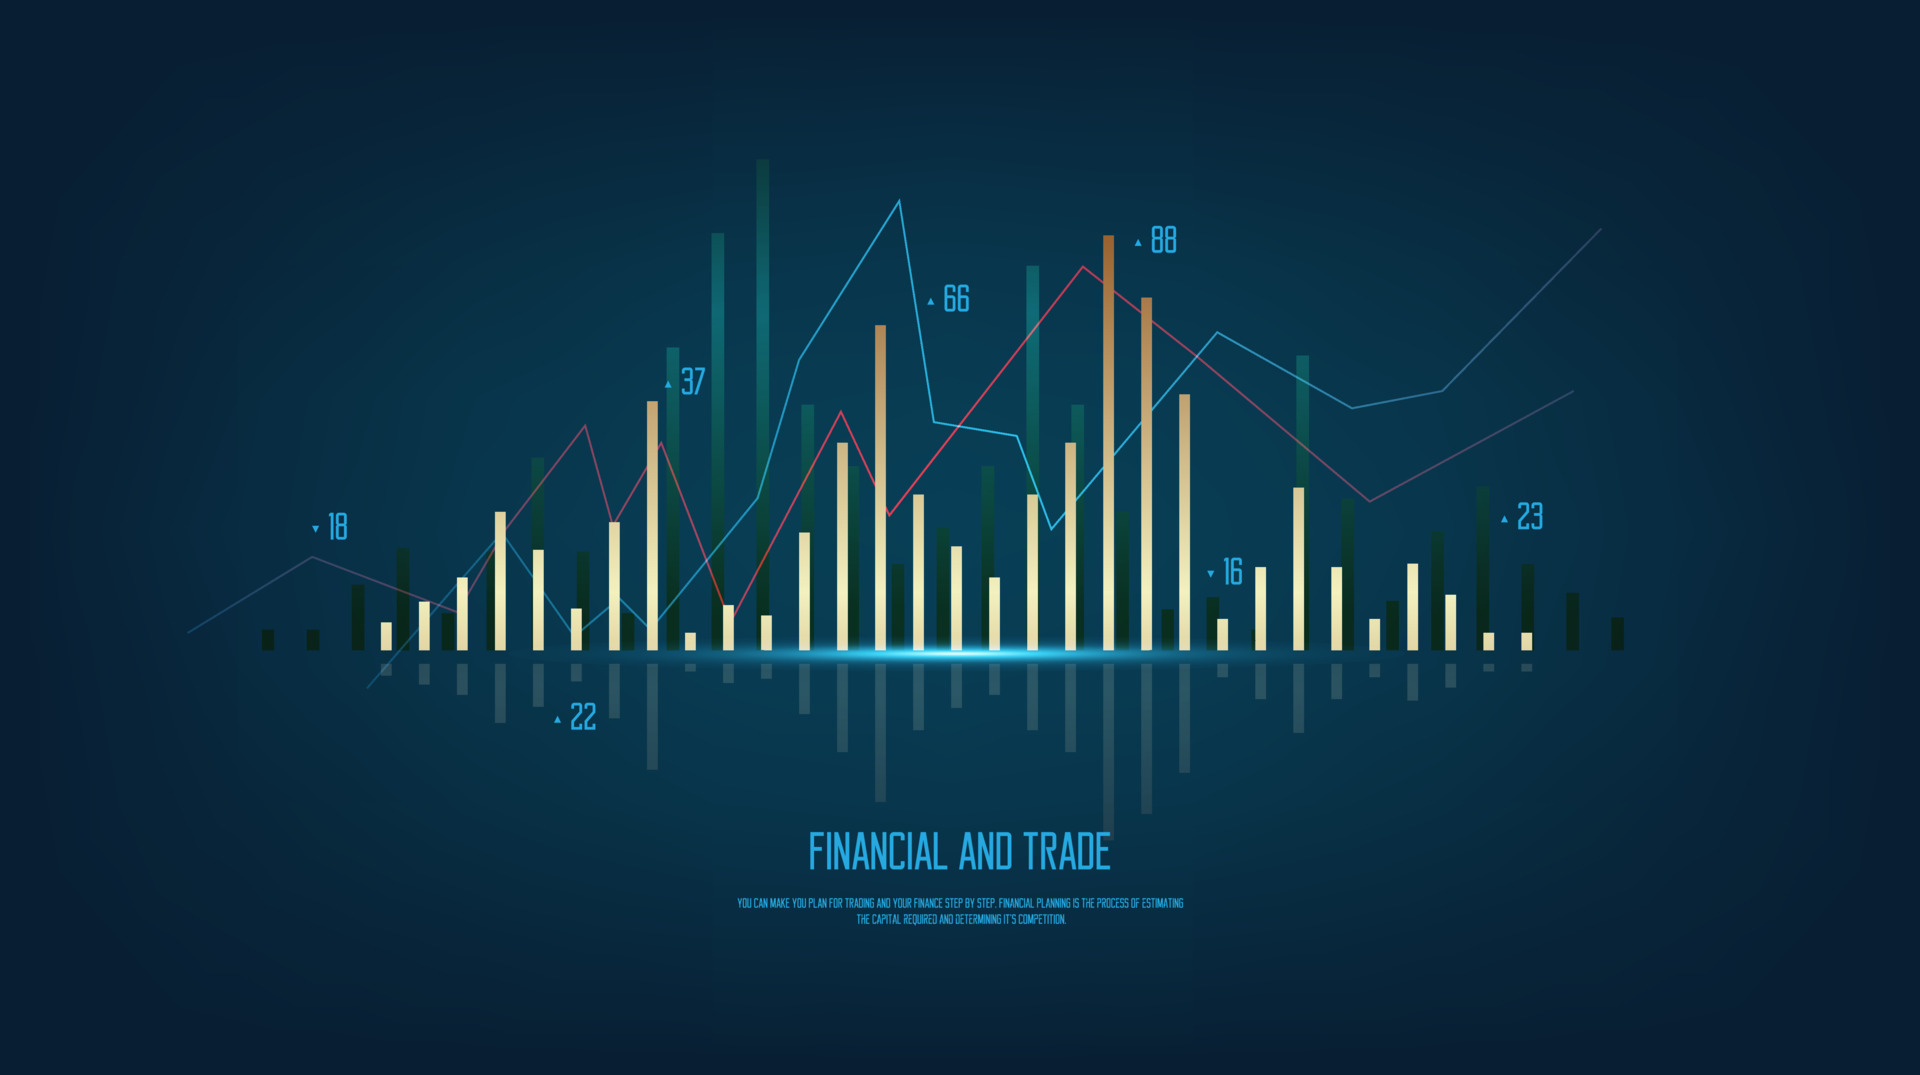 ▲ 88
▲ 66
▲ 37
▼ 18
▲ 23
▼ 16
▲ 22
FINANCIAL AND TRADE
YOU CAN MAKE YOU PLAN FOR TRADING AND YOUR FINANCE STEP BY STEP. FINANCIAL PLANNING IS THE PROCESS OF ESTIMATING
THE CAPITAL REQUIRED AND DETERMINING IT'S COMPETITION.